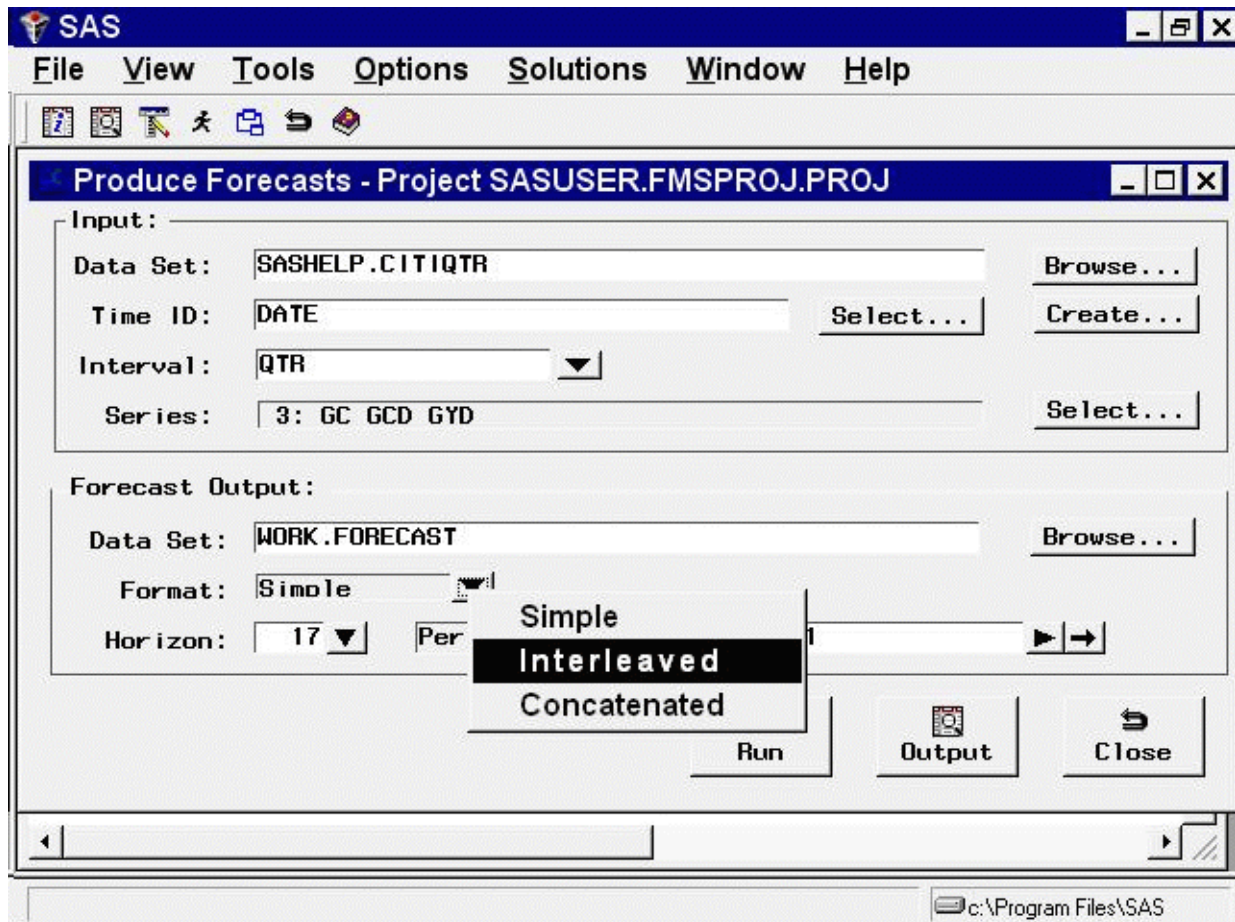 SAS
File View Tools Options Solutions Window Help
Produce Forecasts - Project SASUSER.FMSPROJ.PROJ
Input:
Data Set: SASHELP.CITIQTR Browse...
Time ID: DATE Select... Create...
Interval: QTR
Series: 3: GC GCD GYD Select...
Forecast Output:
Data Set: WORK.FORECAST Browse...
Format: Simple
Simple
Horizon: 17 Per 1
Interleaved
Concatenated
Run Output Close
c:\Program Files\SAS